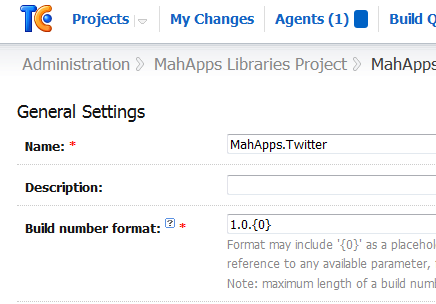 TC Projects My Changes Agents (1) Build Q
Administration MahApps Libraries Project MahApps
General Settings
Name: * MahApps.Twitter
Description:
Build number format: ? * 1.0.{0}
Format may include '{0}' as a placehol
reference to any available parameter,
Note: maximum length of a build numb